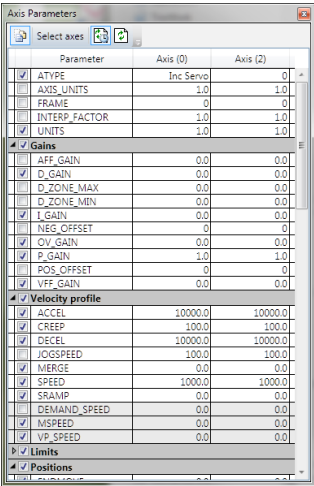 Axis Parameters
Select axes
Parameter Axis (0) Axis (2)
ATYPE Inc Servo 0
AXIS_UNITS 1.0 1.0
FRAME 0 0
INTERP_FACTOR 1.0 1.0
UNITS 1.0 1.0
Gains
AFF_GAIN 0.0 0.0
D_GAIN 0.0 0.0
D_ZONE_MAX 0.0 0.0
D_ZONE_MIN 0.0 0.0
I_GAIN 0.0 0.0
NEG_OFFSET 0 0
OV_GAIN 0.0 0.0
P_GAIN 1.0 1.0
POS_OFFSET 0 0
VFF_GAIN 0.0 0.0
Velocity profile
ACCEL 10000.0 10000.0
CREEP 100.0 100.0
DECEL 10000.0 10000.0
JOGSPEED 100.0 100.0
MERGE 0.0 0.0
SPEED 1000.0 1000.0
SRAMP 0.0 0.0
DEMAND_SPEED 0.0 0.0
MSPEED 0.0 0.0
VP_SPEED 0.0 0.0
Limits
Positions